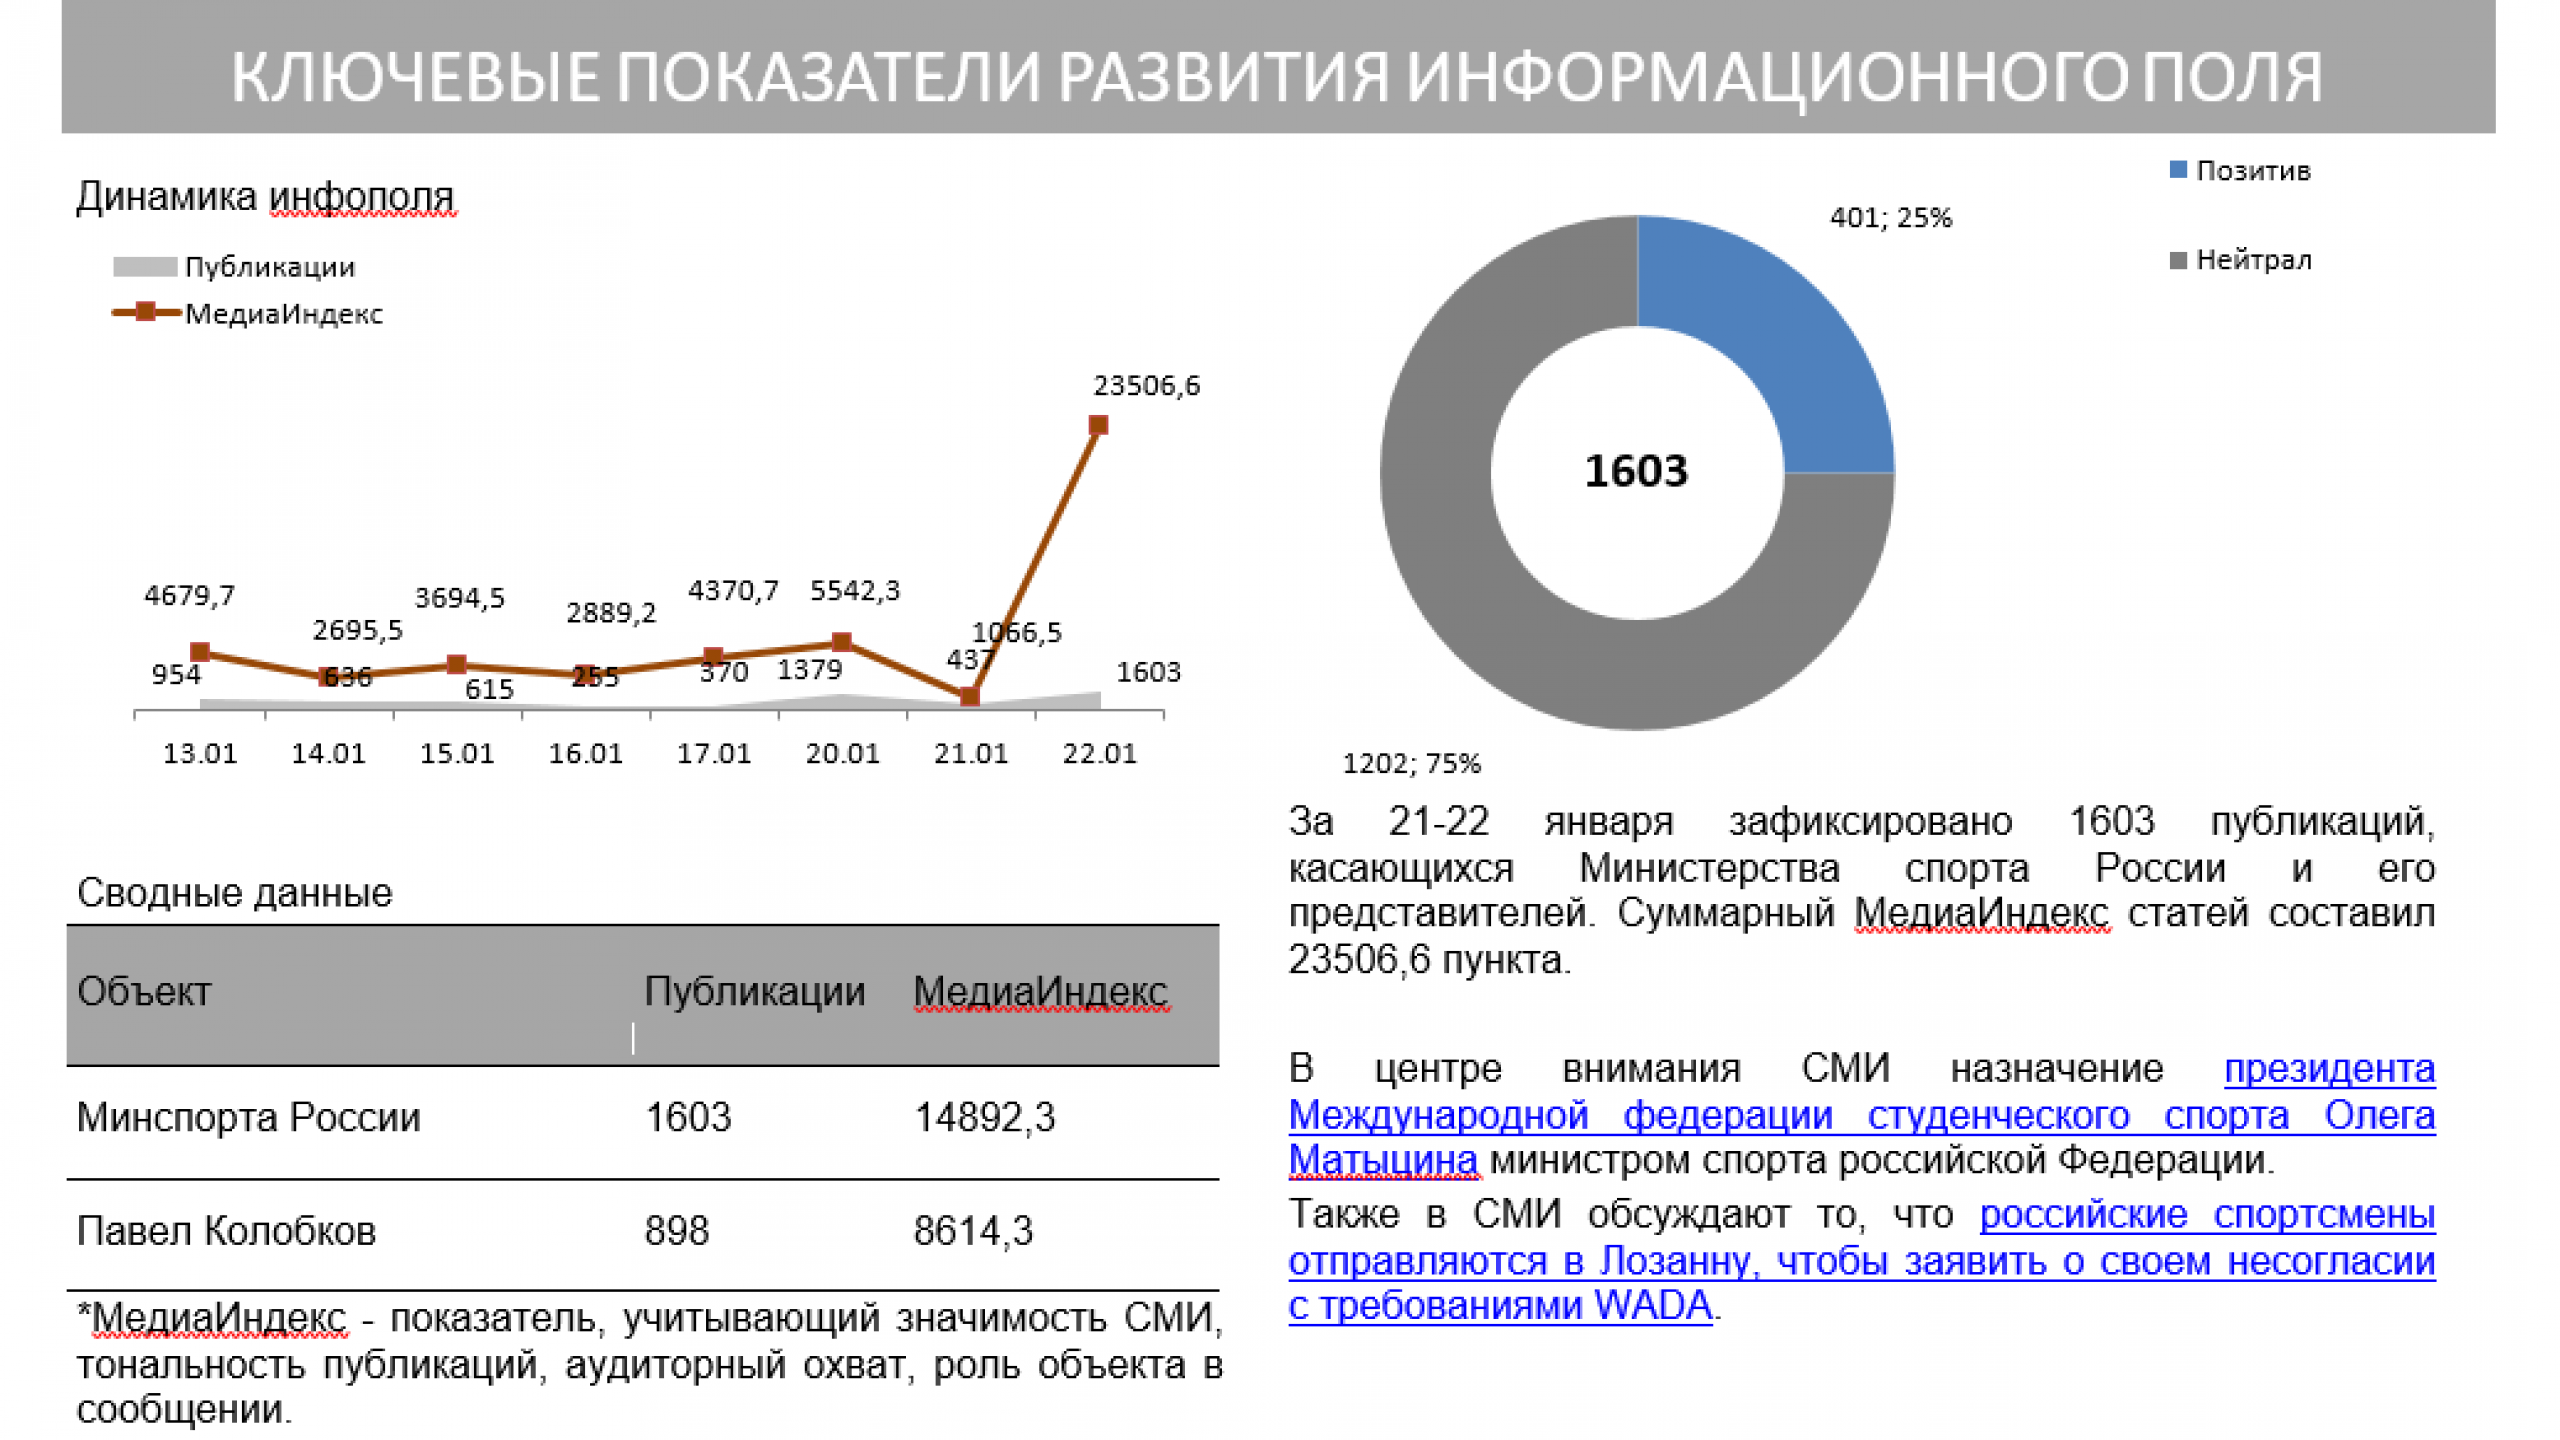 КЛЮЧЕВЫЕ ПОКАЗАТЕЛИ РАЗВИТИЯ ИНФОРМАЦИОННОГО ПОЛЯ
Динамика инфополя
Публикации
МедиаИндекс
23506,6
4679,7
2695,5
3694,5
2889,2
4370,7
5542,3
1066,5
954
636
615
255
370
1379
437
1603
13.01
14.01
15.01
16.01
17.01
20.01
21.01
22.01
Сводные данные
Объект Публикации МедиаИндекс
Минспорта России 1603 14892,3
Павел Колобков 898 8614,3
*МедиаИндекс - показатель, учитывающий значимость СМИ,
тональность публикаций, аудиторный охват, роль объекта в
сообщении.
Позитив
Нейтрал
401; 25%
1603
1202; 75%
За 21-22 января зафиксировано 1603 публикаций,
касающихся Министерства спорта России и его
представителей. Суммарный МедиаИндекс статей составил
23506,6 пункта.
В центре внимания СМИ назначение президента
Международной федерации студенческого спорта Олега
Матыцина министром спорта российской Федерации.
Также в СМИ обсуждают то, что российские спортсмены
отправляются в Лозанну, чтобы заявить о своем несогласии
с требованиями WADA.